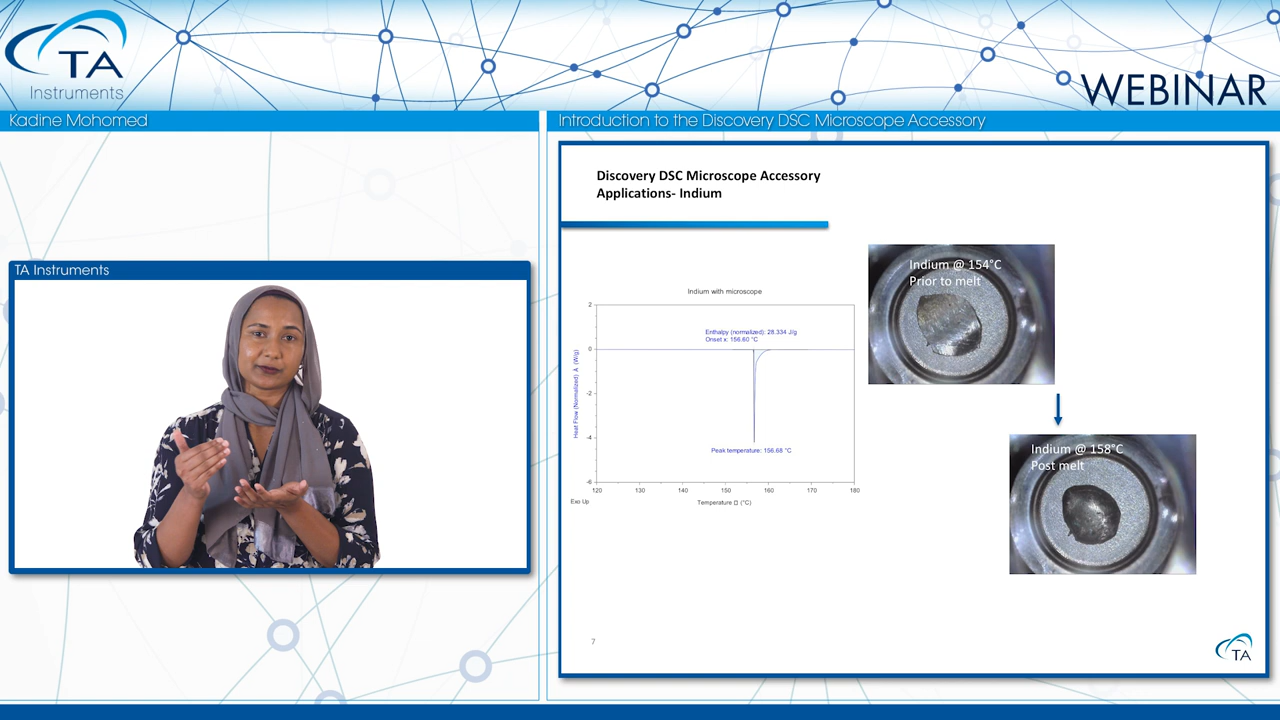 TA
Instruments
WEBINAR
Kadine Mohomed
Introduction to the Discovery DSC Microscope Accessory
TA Instruments
Discovery DSC Microscope Accessory
Applications- Indium
Indium with microscope
Enthalpy (normalized): 28.334 J/g
Onset x: 156.60 °C
Peak temperature: 156.68 °C
Heat Flow (Normalized) Â (W/g)
2
0
-2
-4
-6
120
130
140
150
160
170
180
Exo Up
Temperature (°C)
Indium @ 154°C
Prior to melt
Indium @ 158°C
Post melt
7
TA